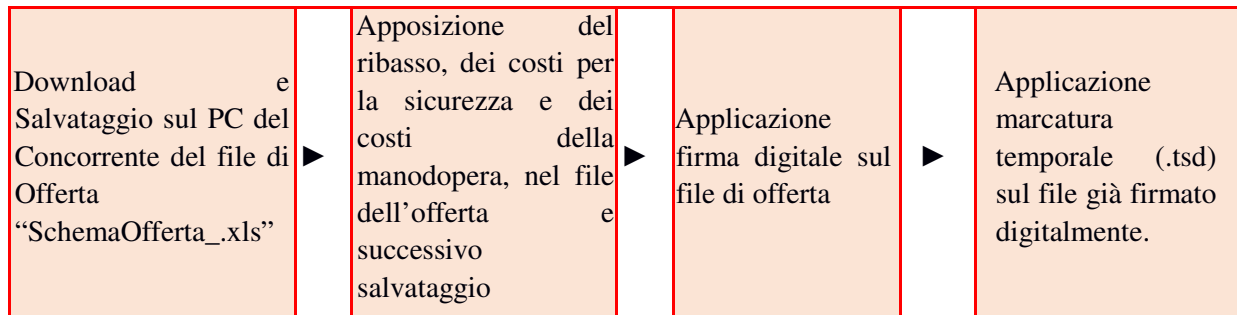 Download e
Salvataggio sul PC del
Concorrente del file di
Offerta
“SchemaOfferta_.xls”
►
Apposizione del
ribasso, dei costi per
la sicurezza e dei
costi della
manodopera, nel file
dell’offerta e
successivo
salvataggio
►
Applicazione
firma digitale sul
file di offerta
►
Applicazione
marcatura
temporale (.tsd)
sul file già firmato
digitalmente.